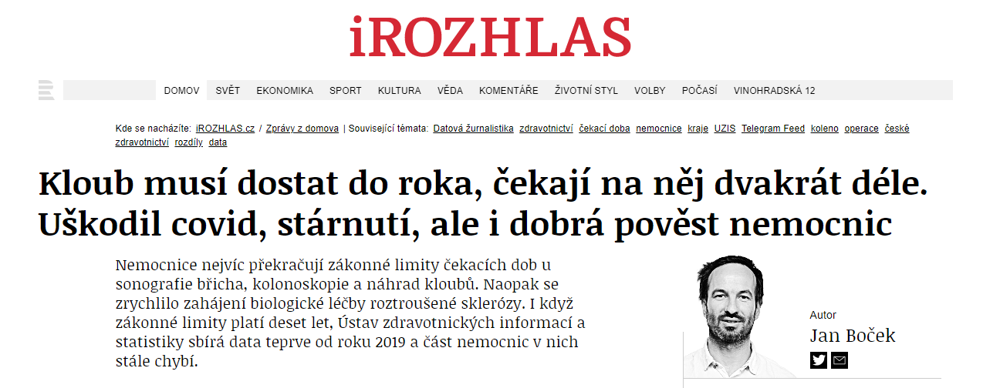 iROZHLAS
DOMOV SVĚT EKONOMIKA SPORT KULTURA VĚDA KOMENTÁŘE ŽIVOTNÍ STYL VOLBY POČASÍ VINOHRADSKÁ 12
Kde se nacházíte: iROZHLAS.cz / Zprávy z domova | Související témata: Datová žurnalistika zdravotnictví čekací doba nemocnice kraje UZIS Telegram Feed koleno operace české
zdravotnictví rozdíly data
Kloub musí dostat do roka, čekají na něj dvakrát déle.
Uškodil covid, stárnutí, ale i dobrá pověst nemocnic
Nemocnice nejvíc překračují zákonné limity čekacích dob u
sonografie břicha, kolonoskopie a náhrad kloubů. Naopak se
zrychlilo zahájení biologické léčby roztroušené sklerózy. I když
zákonné limity platí deset let, Ústav zdravotnických informací a
statistiky sbírá data teprve od roku 2019 a část nemocnic v nich
stále chybí.
Autor
Jan Boček